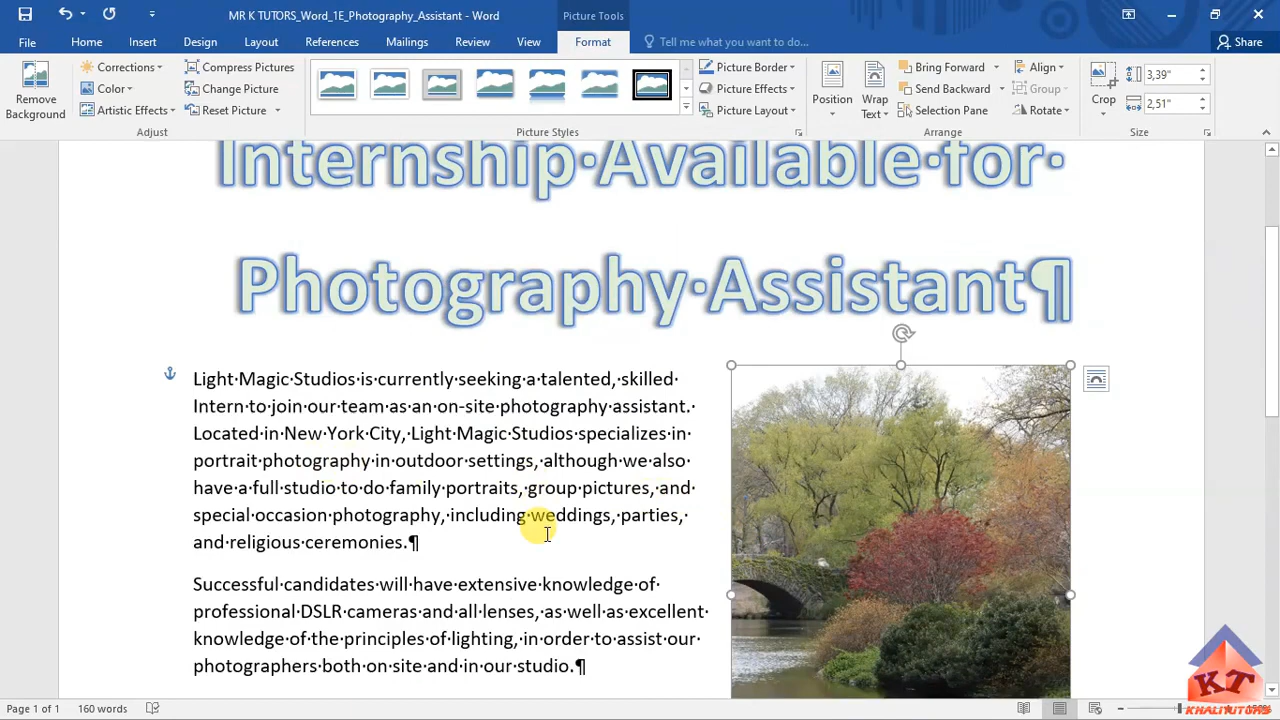 MR K TUTORS_Word_1E_Photography_Assistant - Word
Picture Tools
File Home Insert Design Layout References Mailings Review View Format Tell me what you want to do... Share
Remove Background
Corrections
Color
Artistic Effects
Compress Pictures
Change Picture
Reset Picture
Adjust
Picture Styles
Picture Border
Picture Effects
Picture Layout
Position
Wrap Text
Bring Forward
Send Backward
Selection Pane
Align
Group
Rotate
Arrange
Crop
3,39"
2,51"
Size
Internship·Available·for·
Photography·Assistant¶
Light·Magic·Studios·is·currently·seeking·a·talented,·skilled·
Intern·to·join·our·team·as·an·on-site·photography·assistant.·
Located·in·New·York·City,·Light·Magic·Studios·specializes·in·
portrait·photography·in·outdoor·settings,·although·we·also·
have·a·full·studio·to·do·family·portraits,·group·pictures,·and·
special·occasion·photography,·including·weddings,·parties,·
and·religious·ceremonies.¶
Successful·candidates·will·have·extensive·knowledge·of·
professional·DSLR·cameras·and·all·lenses,·as·well·as·excellent·
knowledge·of·the·principles·of·lighting,·in·order·to·assist·our·
photographers·both·on·site·and·in·our·studio.¶
KT
KHALITUTORS
Page 1 of 1 160 words